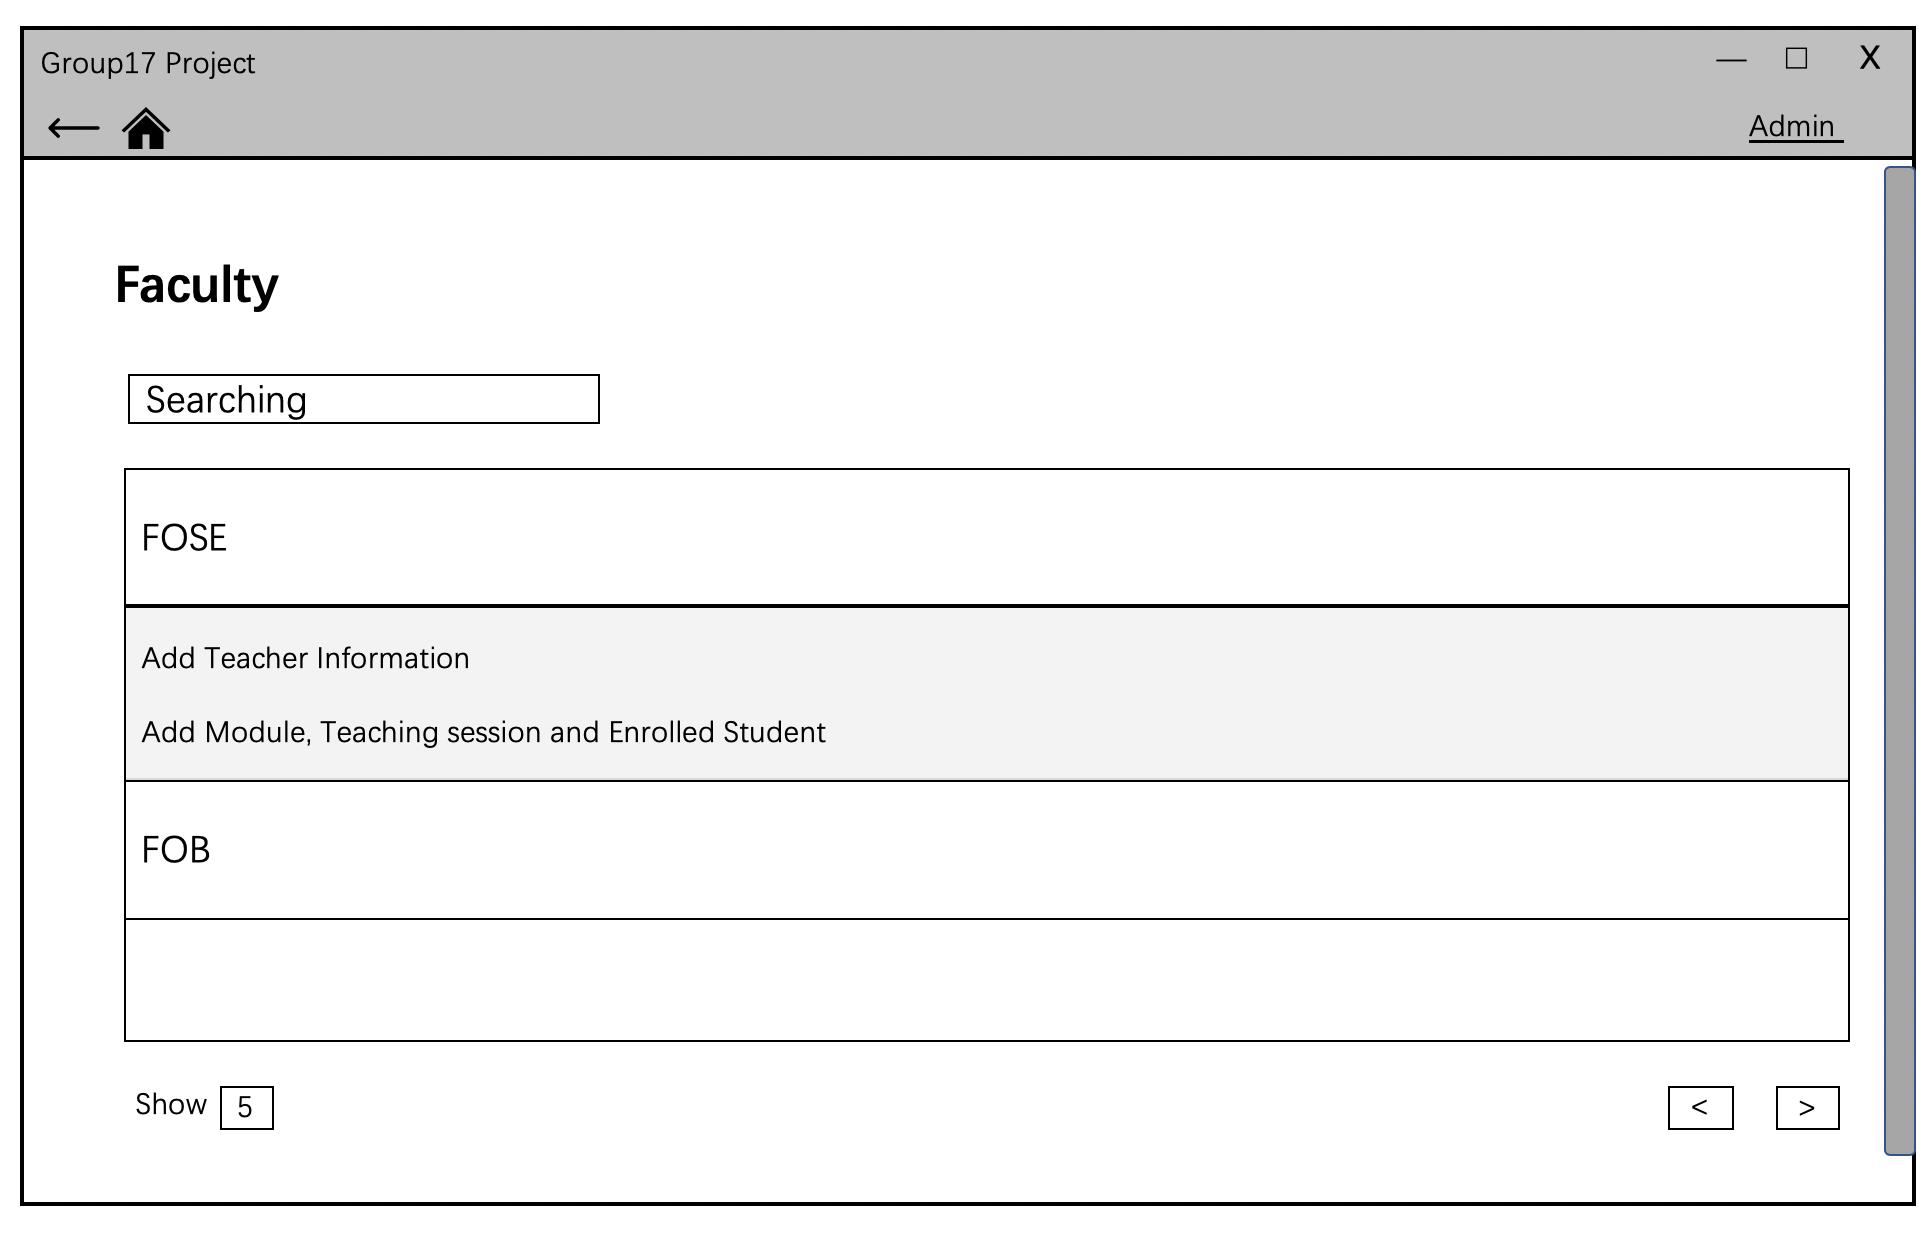 Group17 Project
— □ X
Admin
Faculty
Searching
FOSE
Add Teacher Information
Add Module, Teaching session and Enrolled Student
FOB
Show 5
< >